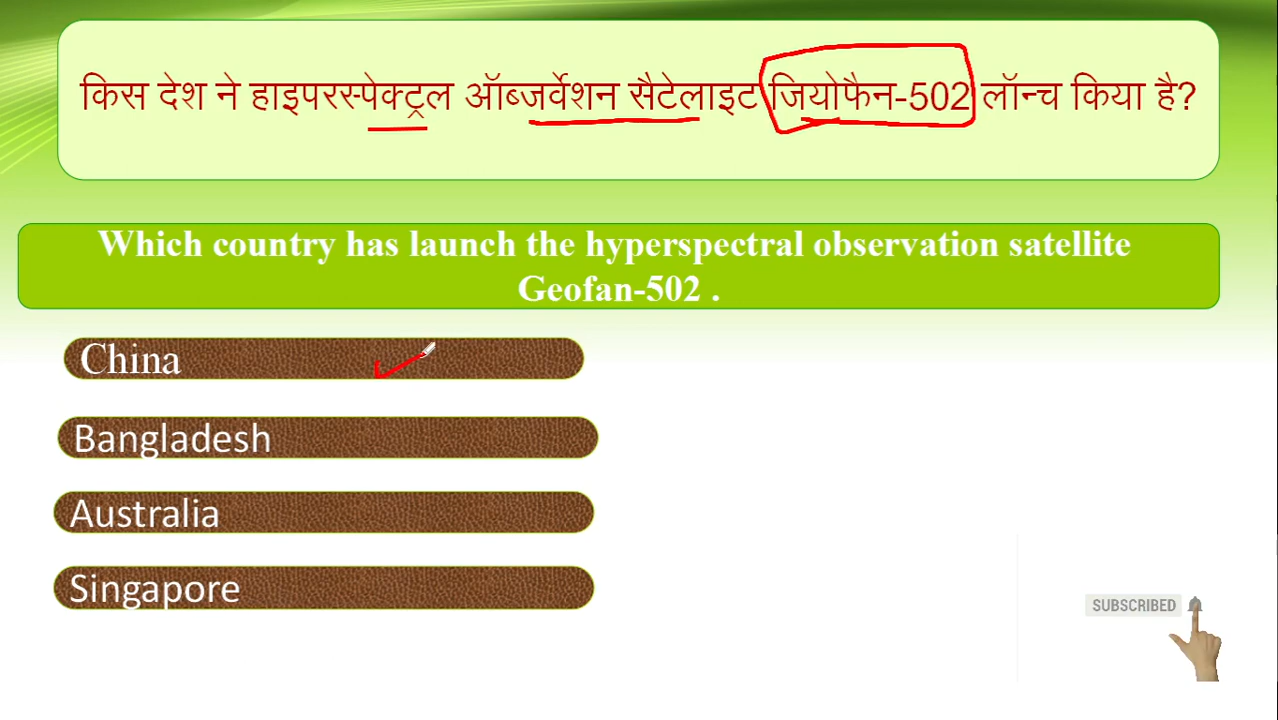 किस देश ने हाइपरस्पेक्ट्रल ऑब्जर्वेशन सैटेलाइट जियोफैन-502 लॉन्च किया है?
Which country has launch the hyperspectral observation satellite
Geofan-502 .
China
Bangladesh
Australia
Singapore
SUBSCRIBED